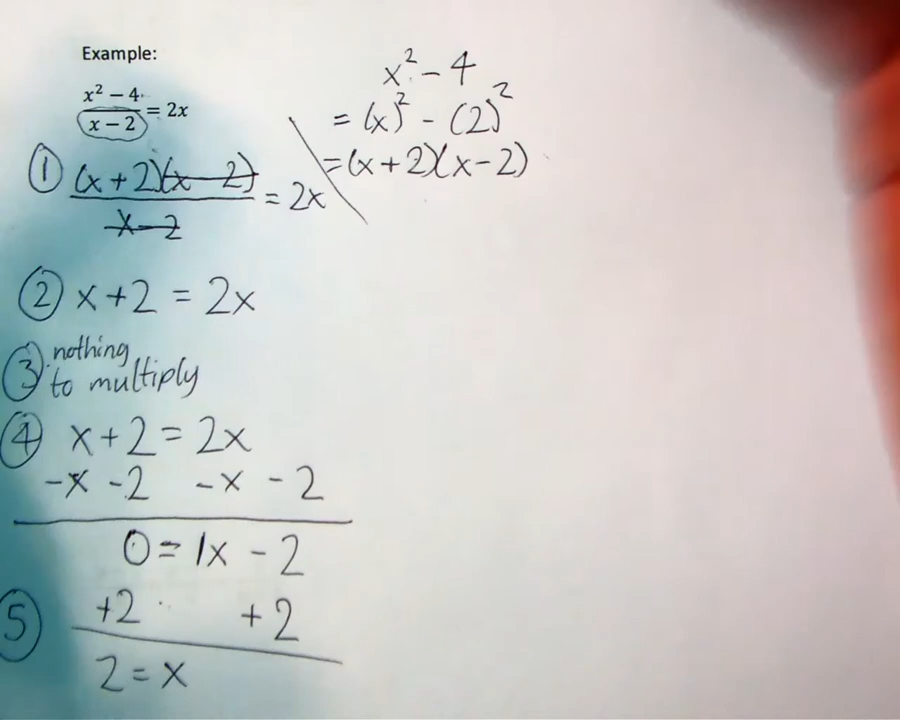 Example:
x² − 4
x − 2 = 2x
x² − 4
= (x)² − (2)²
= (x+2)(x−2)
① (x+2)(x−2) = 2x
x−2
② x+2 = 2x
③ nothing
to multiply
④ x+2 = 2x
−x −2 −x −2
0 = 1x − 2
⑤ +2 +2
2 = x